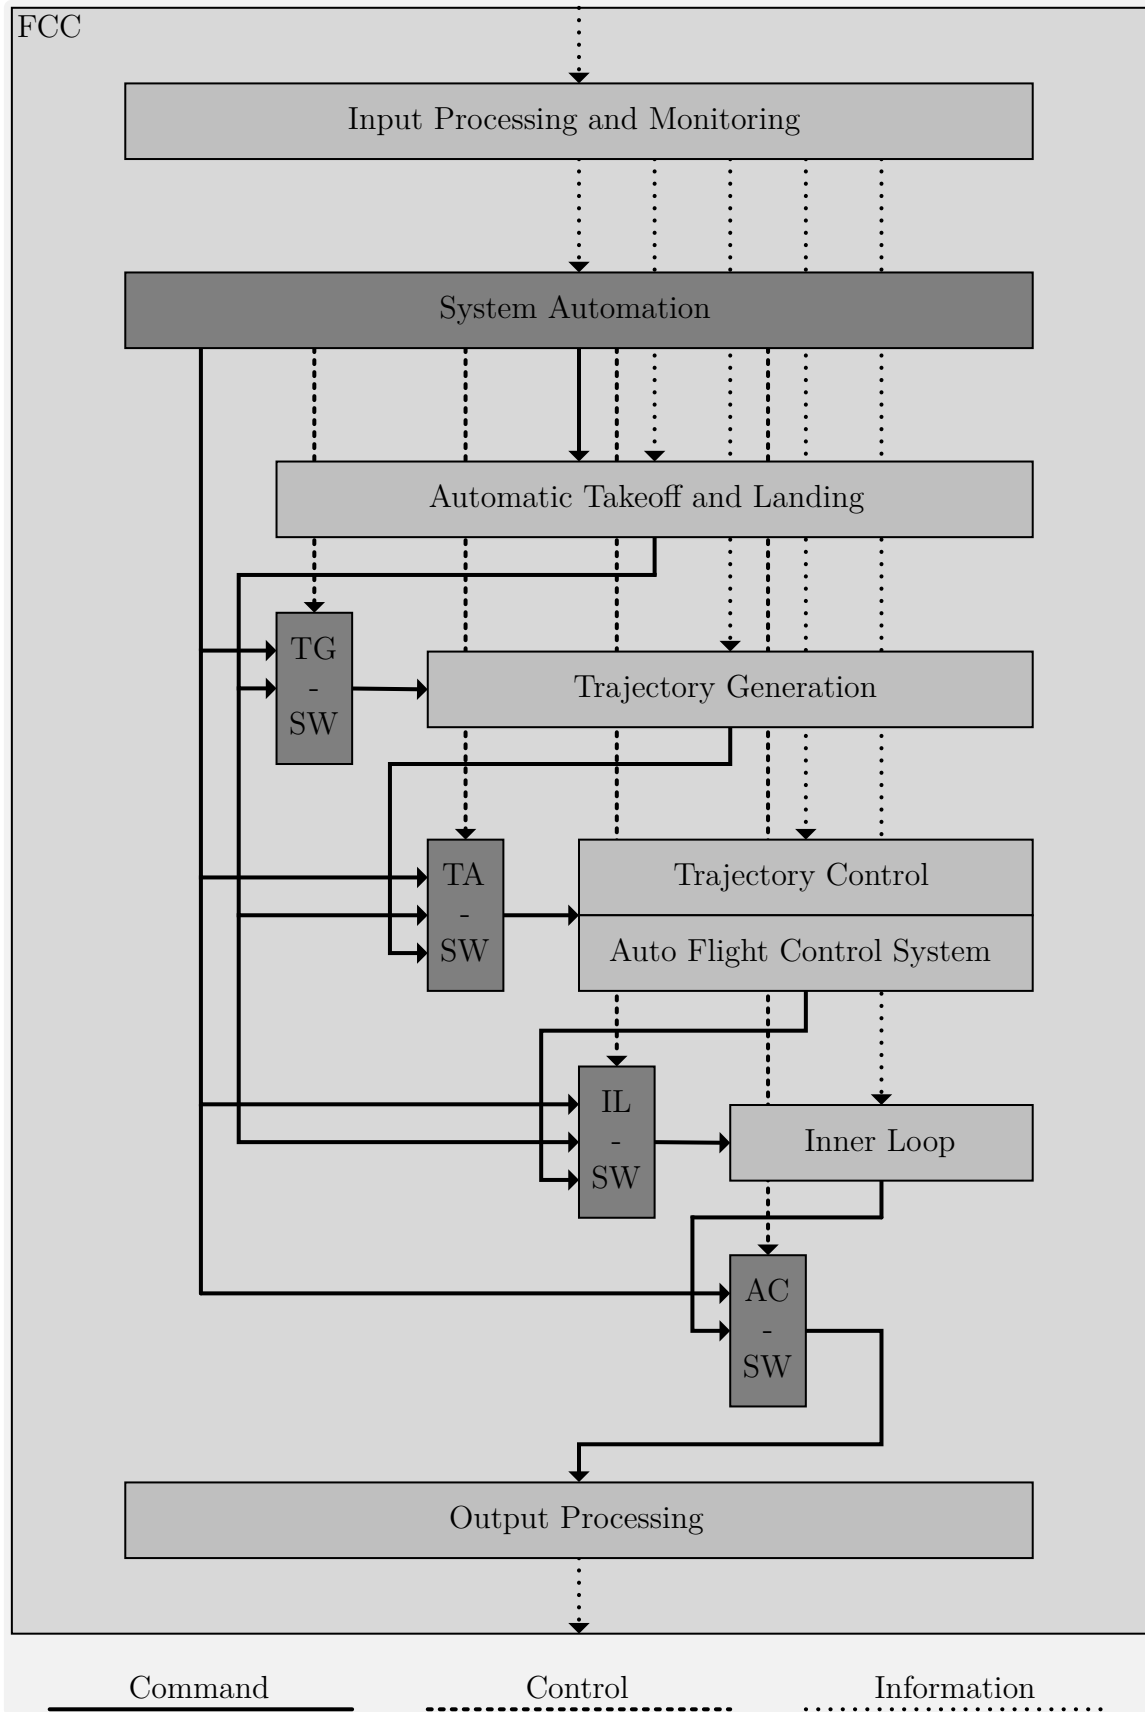 FCC
Input Processing and Monitoring
System Automation
Automatic Takeoff and Landing
TG
-
SW
Trajectory Generation
TA
-
SW
Trajectory Control
Auto Flight Control System
IL
-
SW
Inner Loop
AC
-
SW
Output Processing
Command
Control
Information